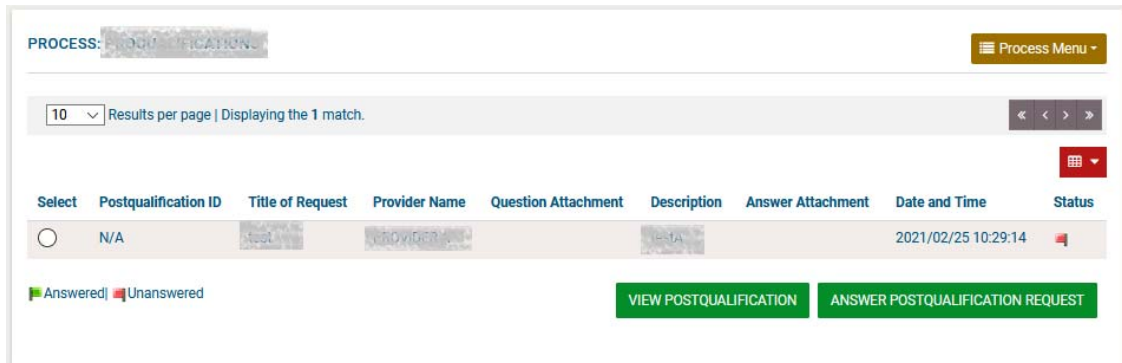 PROCESS:
Process Menu
10 Results per page | Displaying the 1 match.
« < > »
Select Postqualification ID Title of Request Provider Name Question Attachment Description Answer Attachment Date and Time Status
N/A 2021/02/25 10:29:14
Answered| Unanswered
VIEW POSTQUALIFICATION ANSWER POSTQUALIFICATION REQUEST